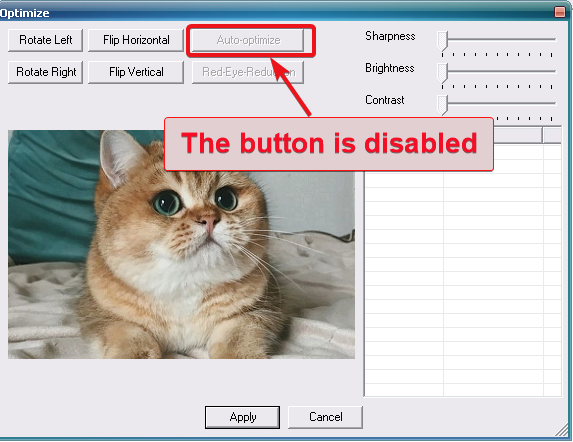 Optimize
Rotate Left Flip Horizontal Auto-optimize
Rotate Right Flip Vertical Red-Eye-Reduction
Sharpness
Brightness
Contrast
The button is disabled
Apply Cancel